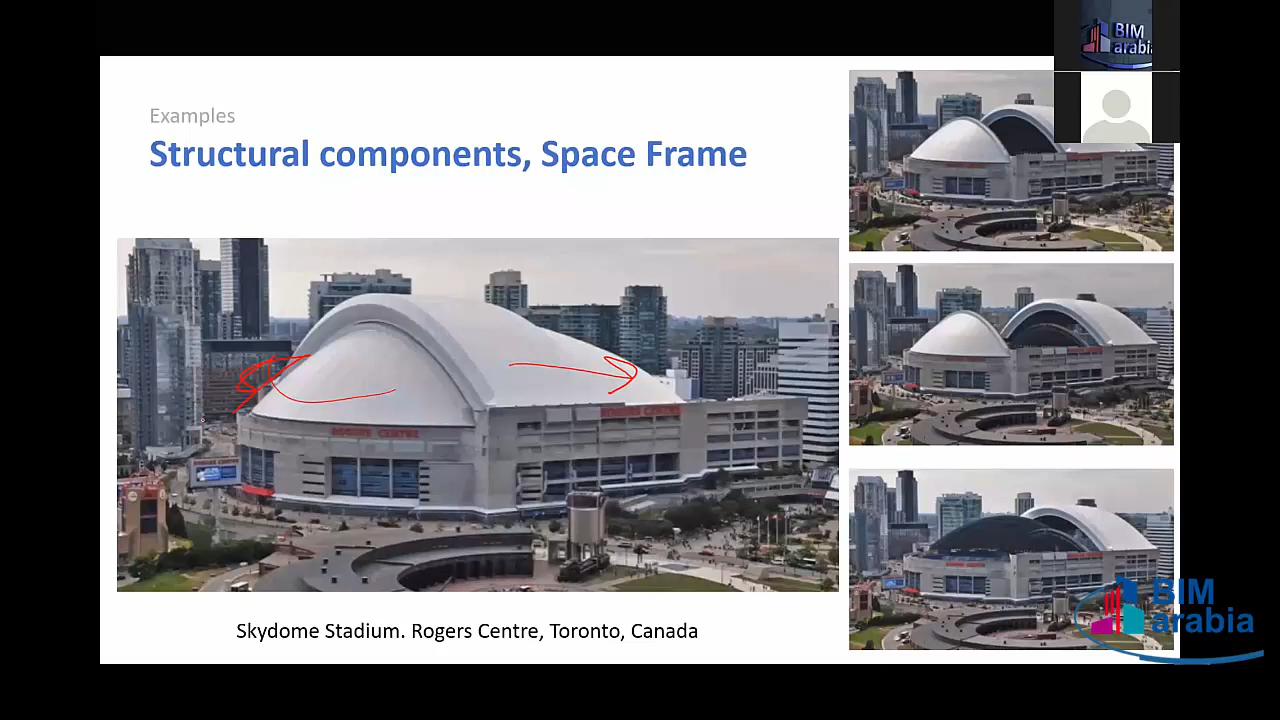 BIM
arabia
Examples
Structural components, Space Frame
ROGERS CENTRE
ROGERS CENTRE
Skydome Stadium. Rogers Centre, Toronto, Canada
BIM
arabia